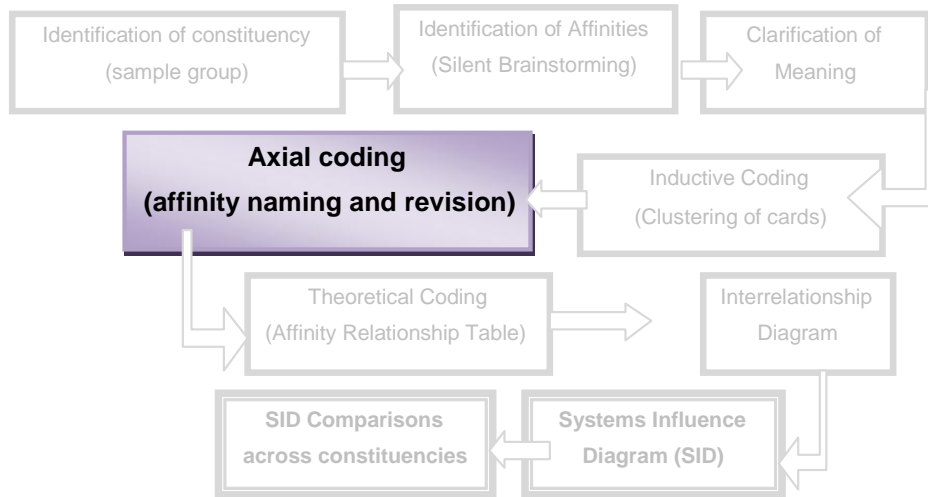 Identification of constituency
(sample group)
Identification of Affinities
(Silent Brainstorming)
Clarification of
Meaning
Inductive Coding
(Clustering of cards)
Axial coding
(affinity naming and revision)
Theoretical Coding
(Affinity Relationship Table)
Interrelationship
Diagram
Systems Influence
Diagram (SID)
SID Comparisons
across constituencies